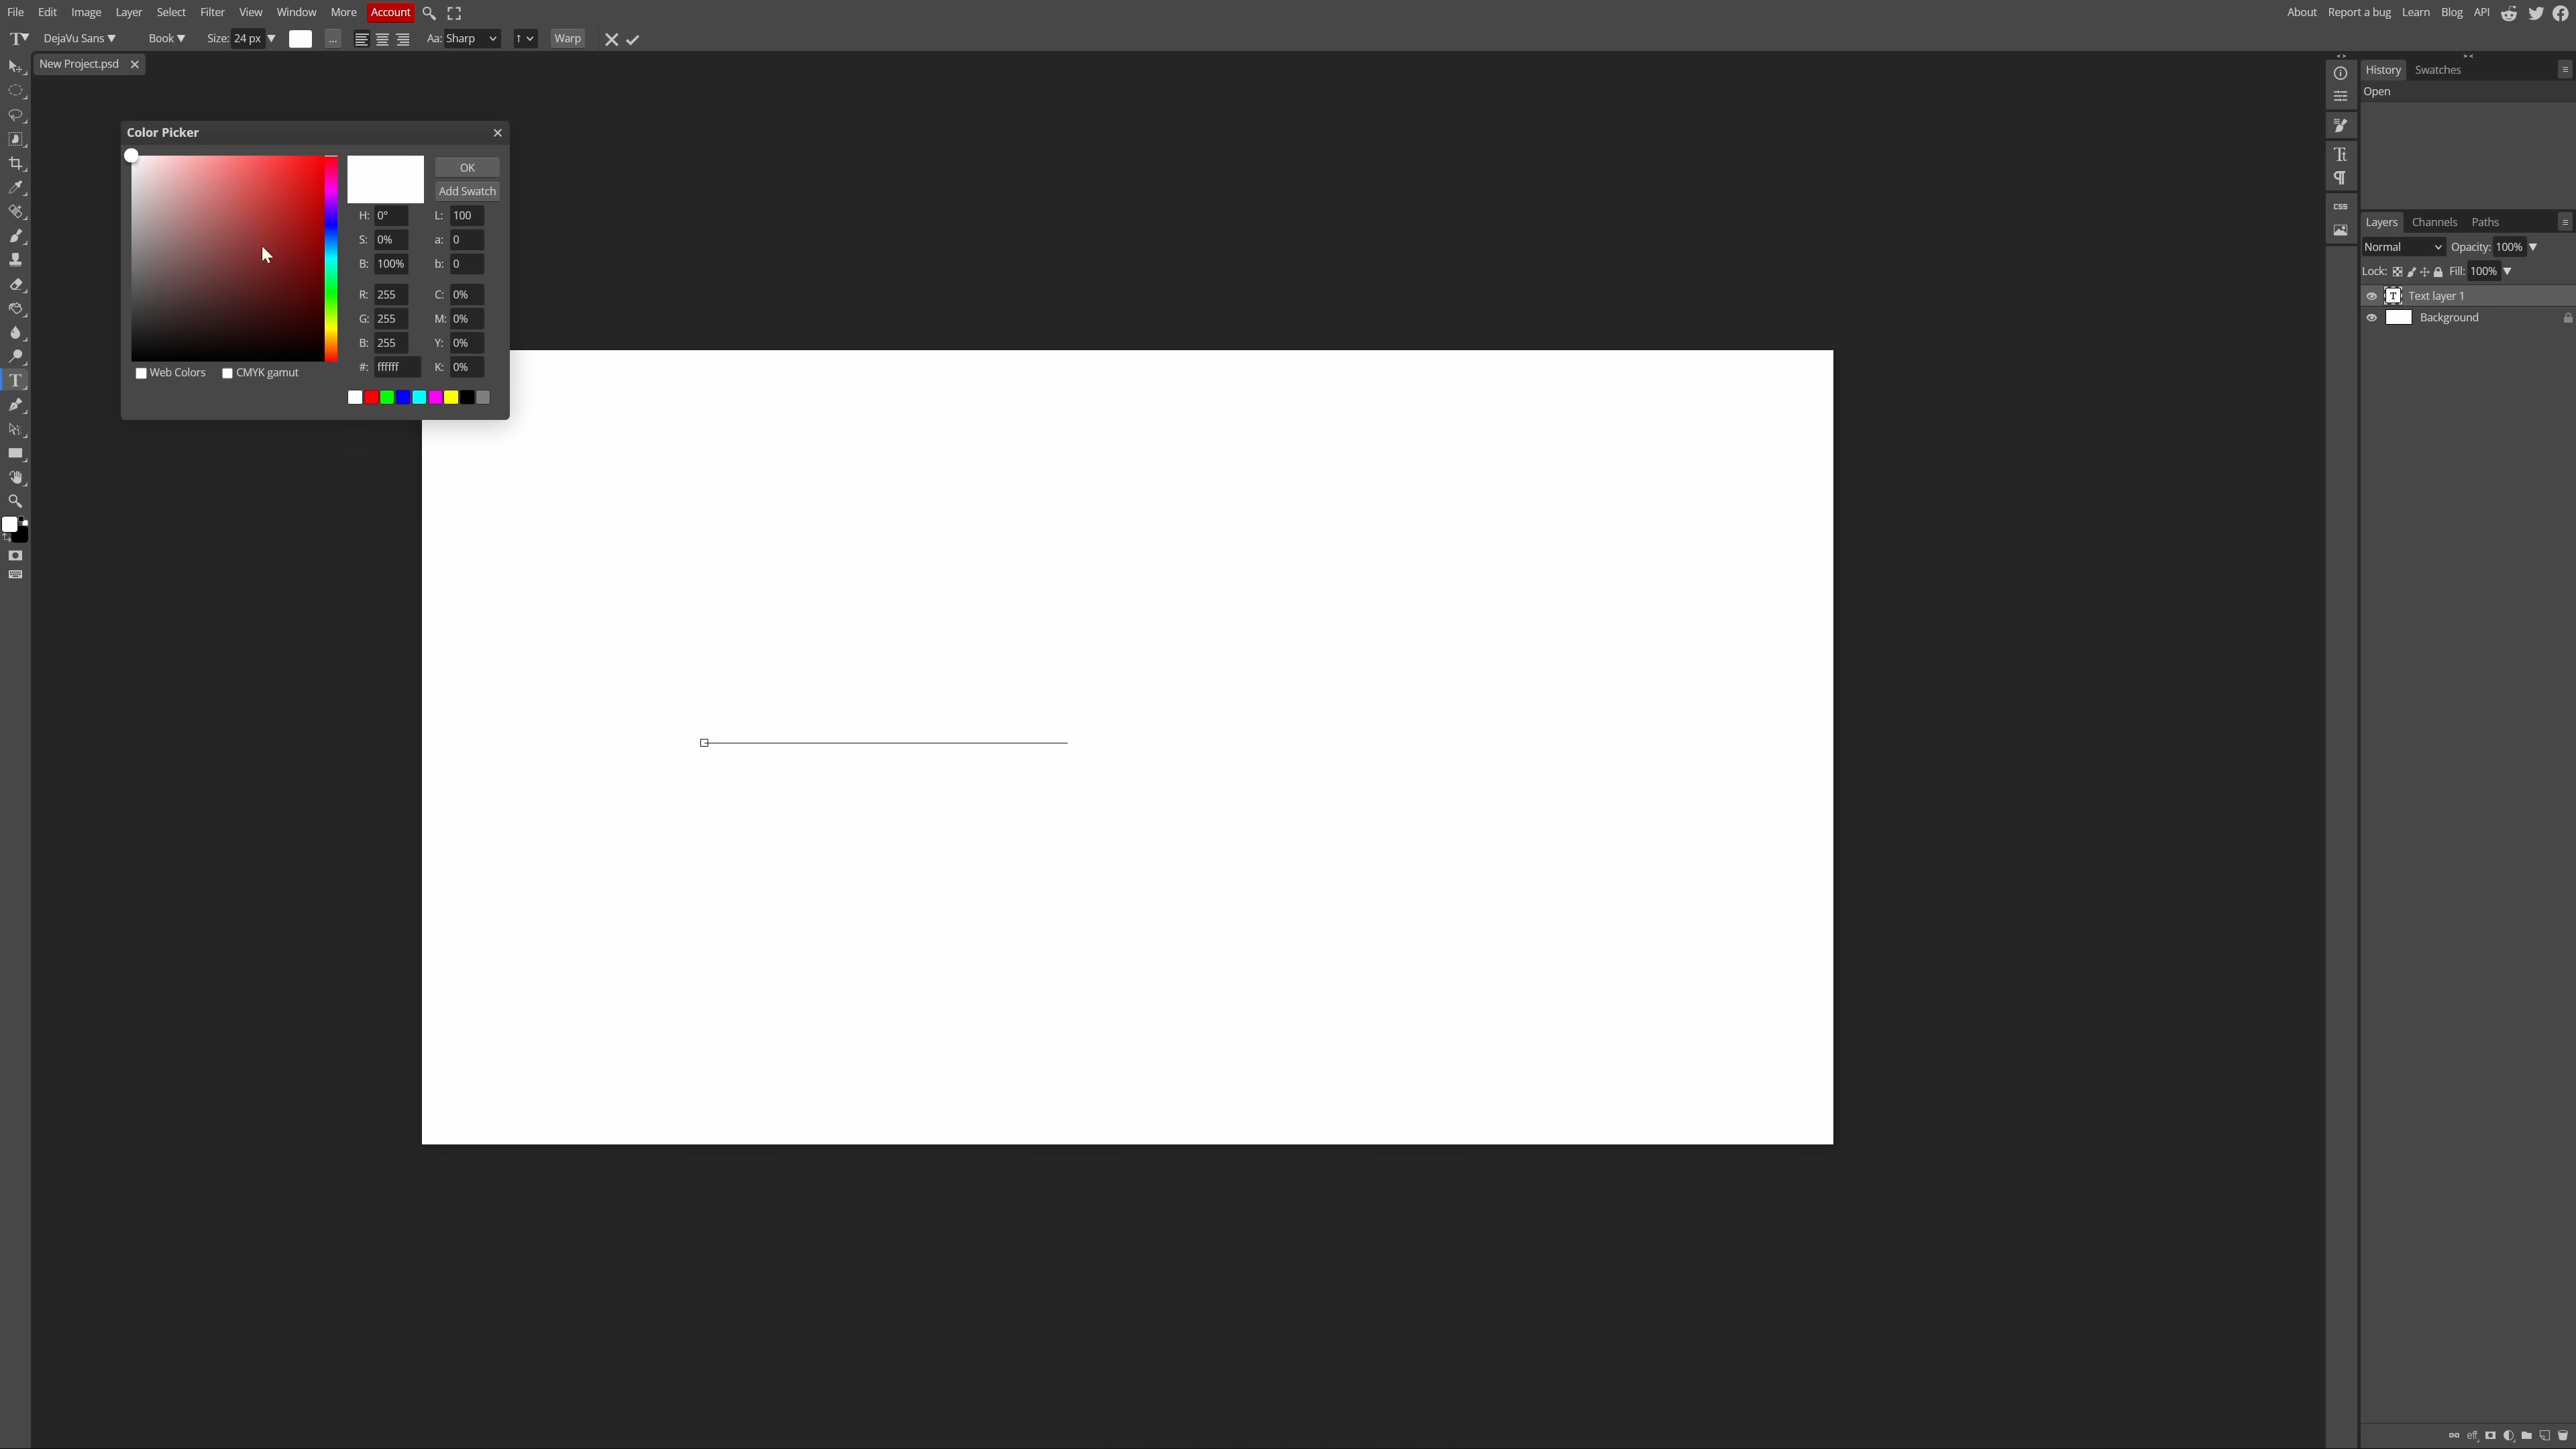 File Edit Image Layer Select Filter View Window More Account About Report a bug Learn Blog API
DejaVu Sans Book Size: 24 px ... Aa: Sharp Warp
New Project.psd
Color Picker
OK
Add Swatch
H: 0° L: 100
S: 0% a: 0
B: 100% b: 0
R: 255 C: 0%
G: 255 M: 0%
B: 255 Y: 0%
#: ffffff K: 0%
Web Colors CMYK gamut
History Swatches
Open
CSS
Layers Channels Paths
Normal Opacity: 100%
Lock: Fill: 100%
Text layer 1
Background
eff